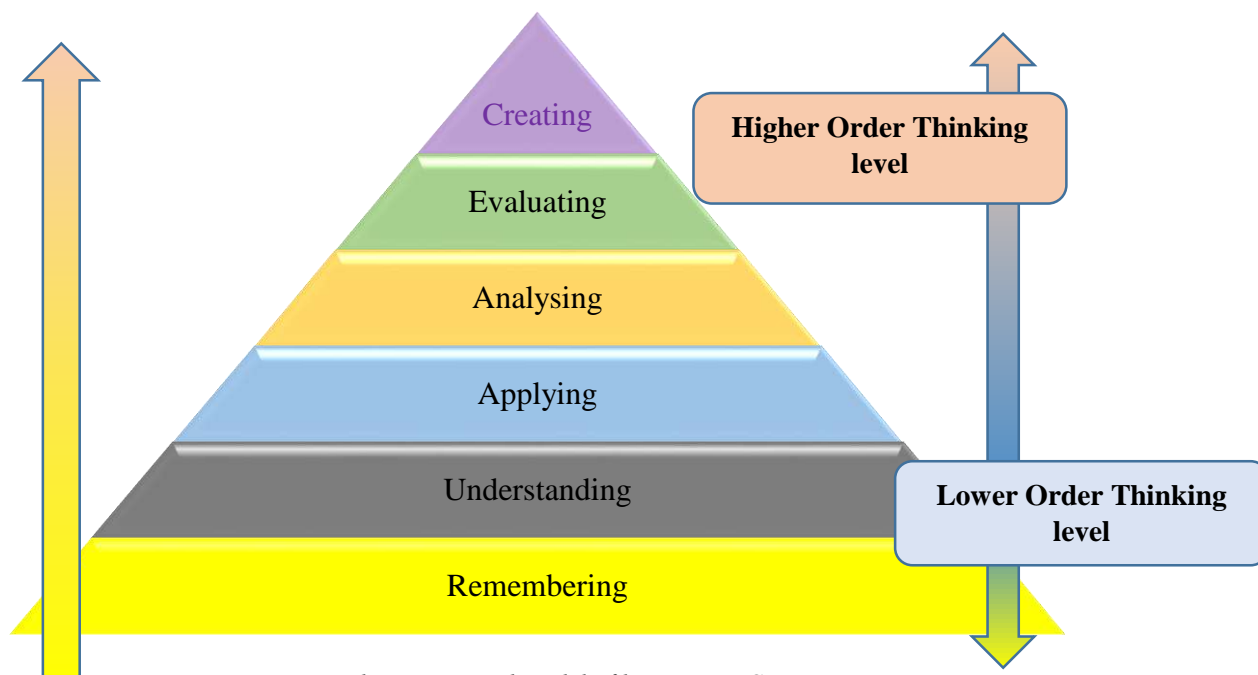 Creating
Higher Order Thinking
level
Evaluating
Analysing
Applying
Understanding
Lower Order Thinking
level
Remembering